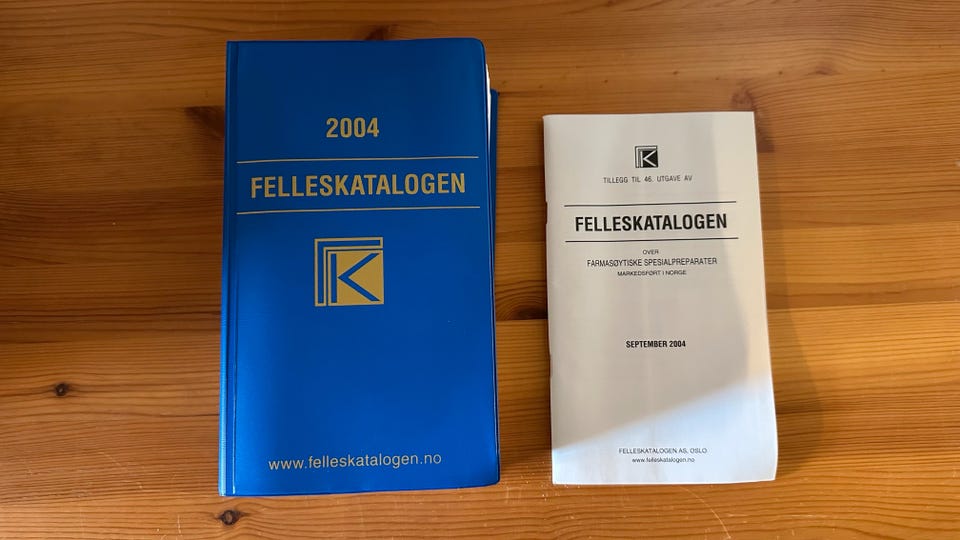 2004
FELLESKATALOGEN
K
www.felleskatalogen.no
K
TILLEGG TIL 46. UTGAVE AV
FELLESKATALOGEN
OVER
FARMASØYTISKE SPESIALPREPARATER
MARKEDSFØRT I NORGE
SEPTEMBER 2004
FELLESKATALOGEN AS, OSLO
www.felleskatalogen.no